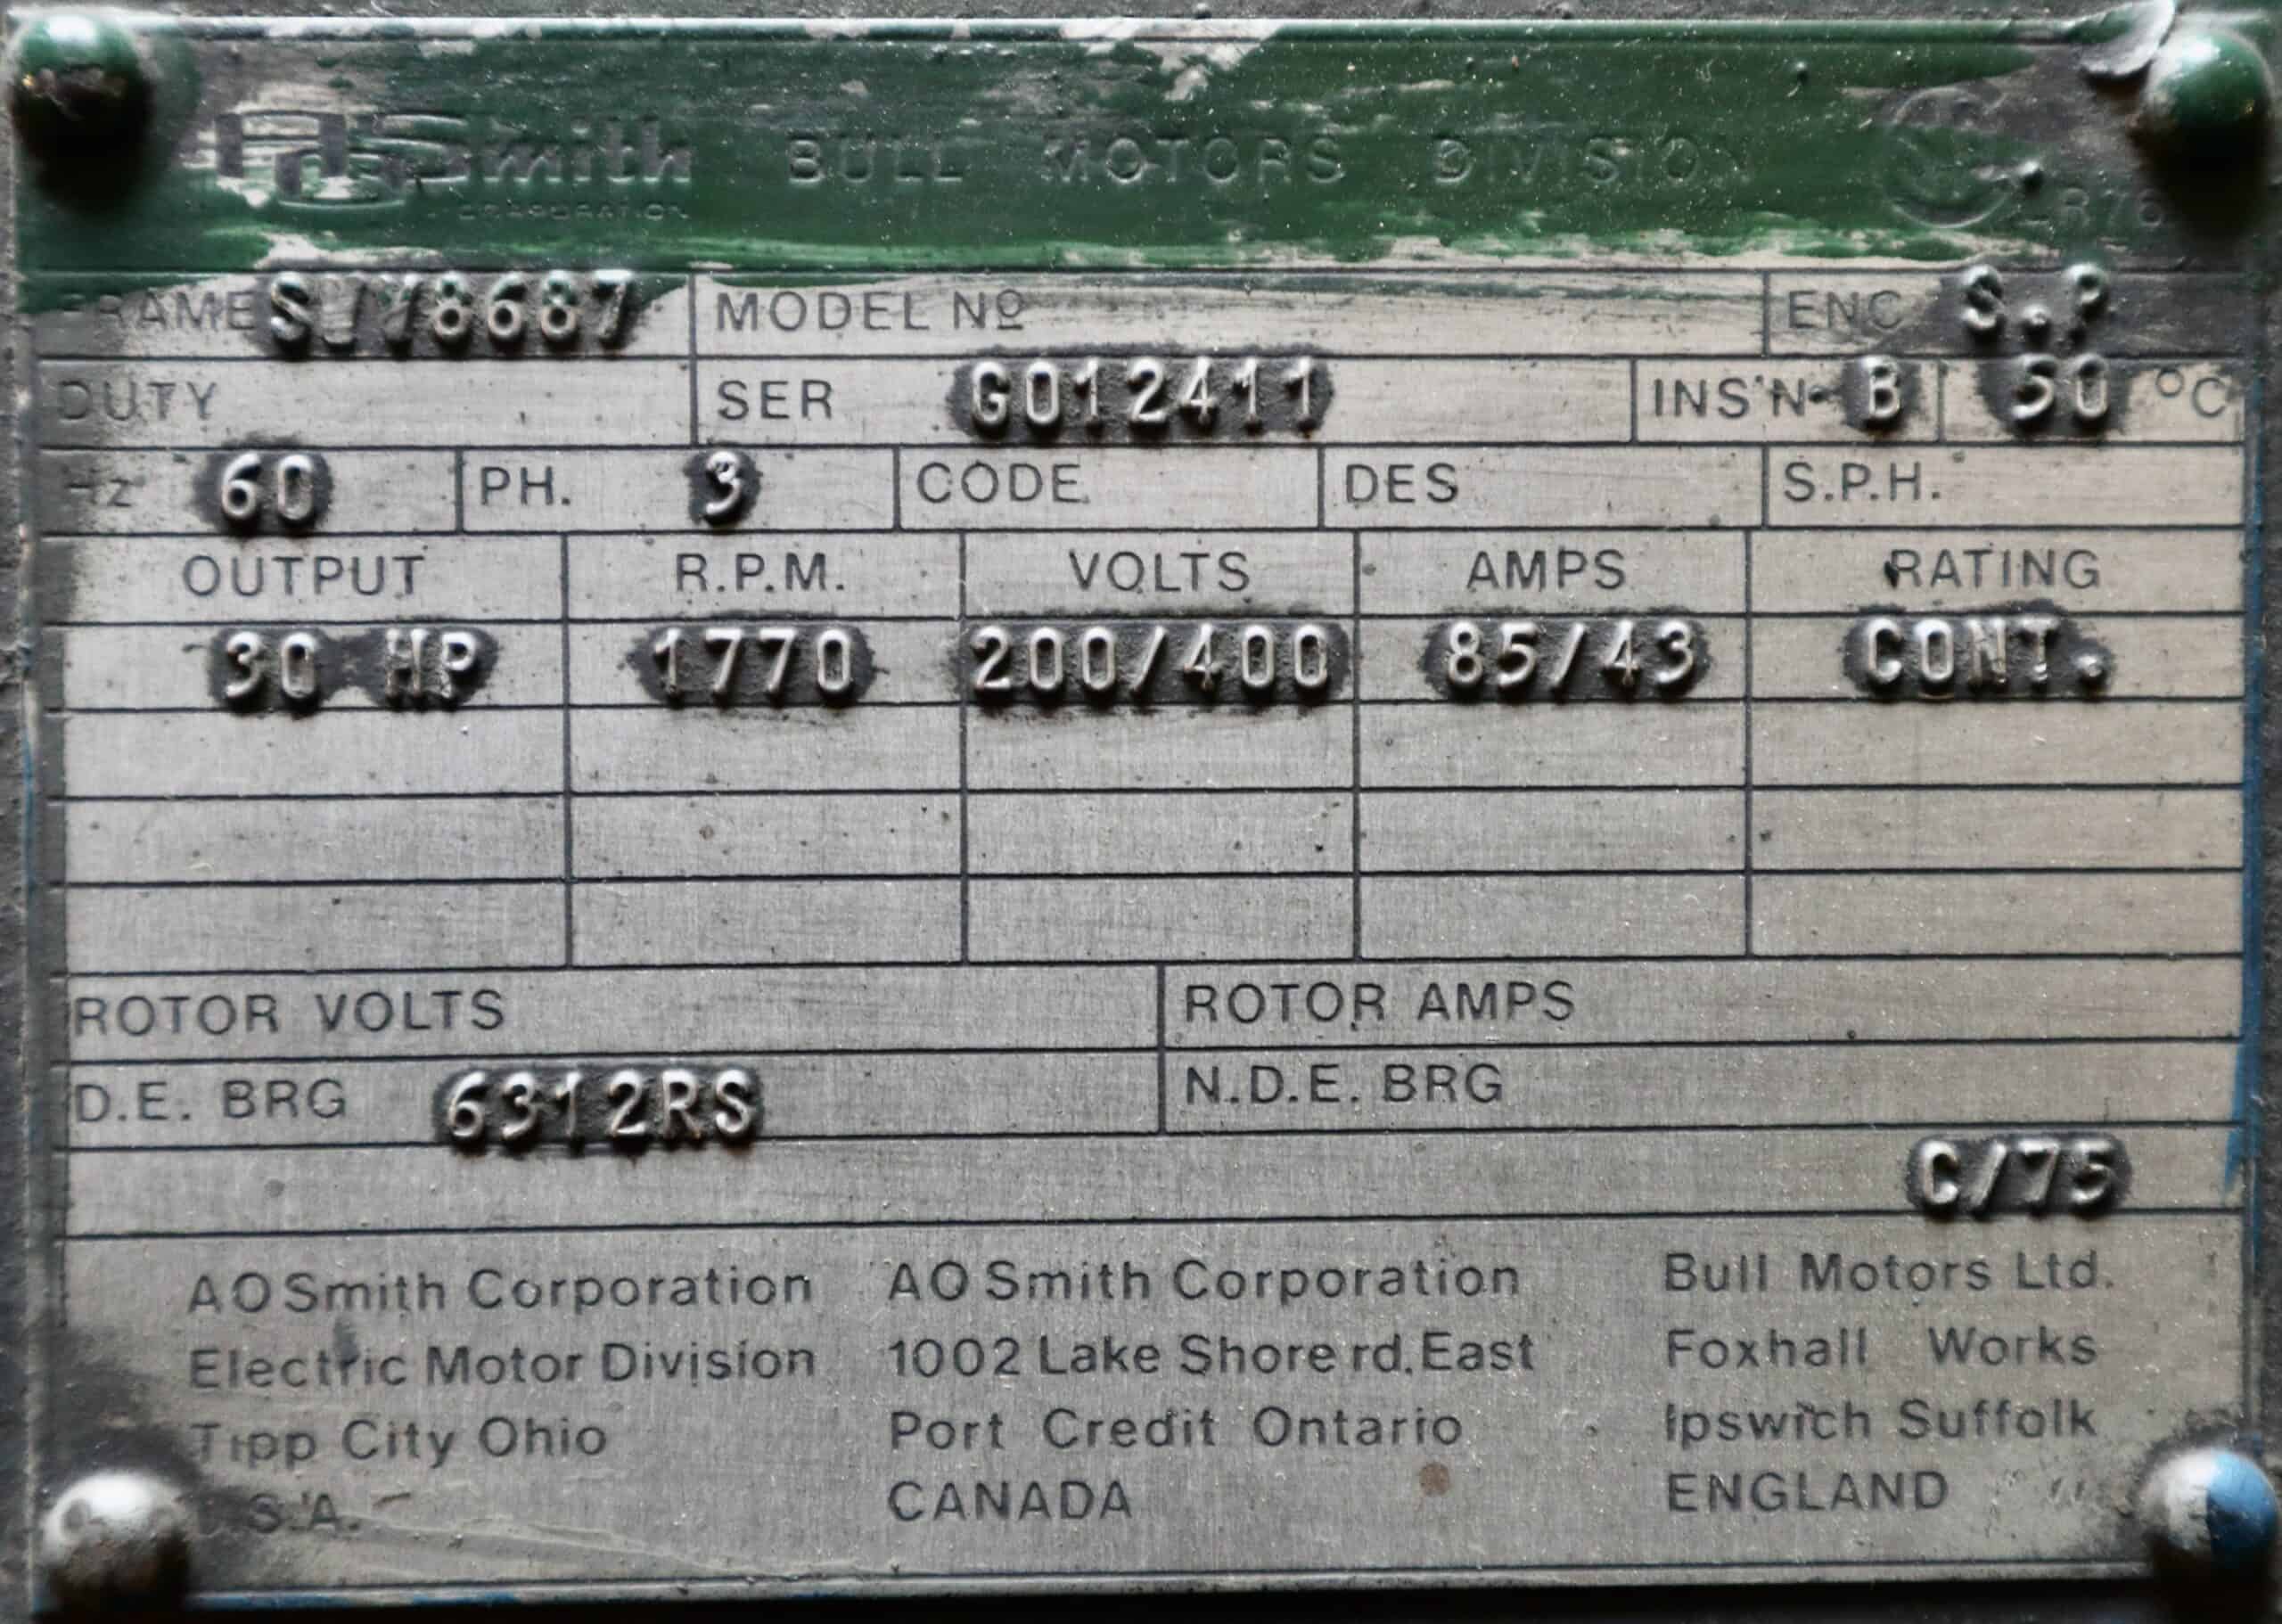 AOSmith BULL MOTORS DIVISION
CORPORATION
FRAME MODEL Nº ENC S.P
DUTY SER G012411 INS'N B 50 °C
Hz 60 PH. 3 CODE DES S.P.H.
OUTPUT R.P.M. VOLTS AMPS RATING
30 HP 1770 200/400 85/43 CONT.
ROTOR VOLTS ROTOR AMPS
D.E. BRG 6312RS N.D.E. BRG
C/75
AO Smith Corporation
Electric Motor Division
Tipp City Ohio
U.S.A.
AO Smith Corporation
1002 Lake Shore rd. East
Port Credit Ontario
CANADA
Bull Motors Ltd.
Foxhall Works
Ipswich Suffolk
ENGLAND